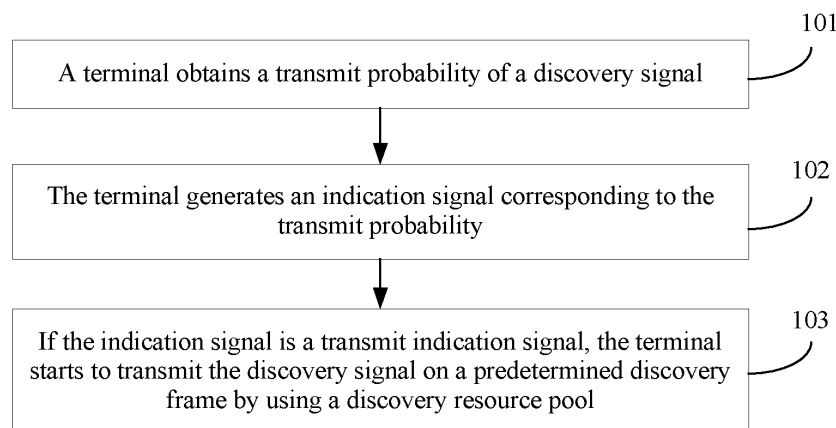 101
A terminal obtains a transmit probability of a discovery signal
102
The terminal generates an indication signal corresponding to the
transmit probability
103
If the indication signal is a transmit indication signal, the terminal
starts to transmit the discovery signal on a predetermined discovery
frame by using a discovery resource pool